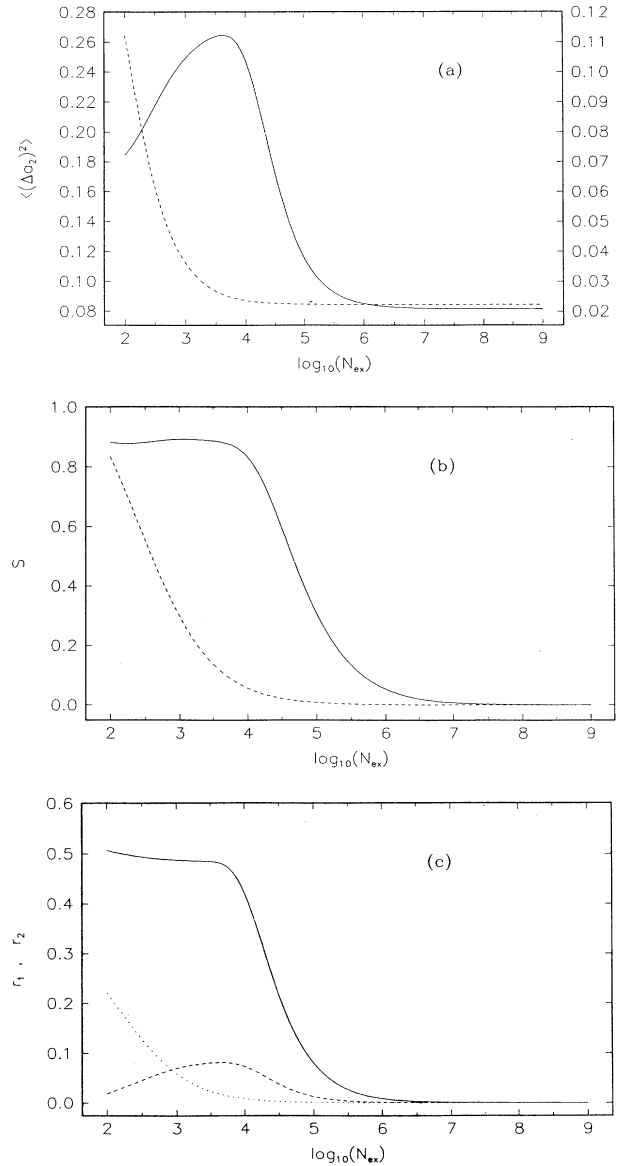 0.28
0.26
0.24
0.22
0.20
0.18
0.16
0.14
0.12
0.10
0.08
⟨(Δa₂)²⟩
(a)
0.12
0.11
0.10
0.09
0.08
0.07
0.06
0.05
0.04
0.03
0.02
2 3 4 5 6 7 8 9
log₁₀(Nₑₓ)
1.0
0.8
0.6
0.4
0.2
0.0
S
(b)
2 3 4 5 6 7 8 9
log₁₀(Nₑₓ)
0.6
0.5
0.4
0.3
0.2
0.1
0.0
r₁ , r₂
(c)
2 3 4 5 6 7 8 9
log₁₀(Nₑₓ)